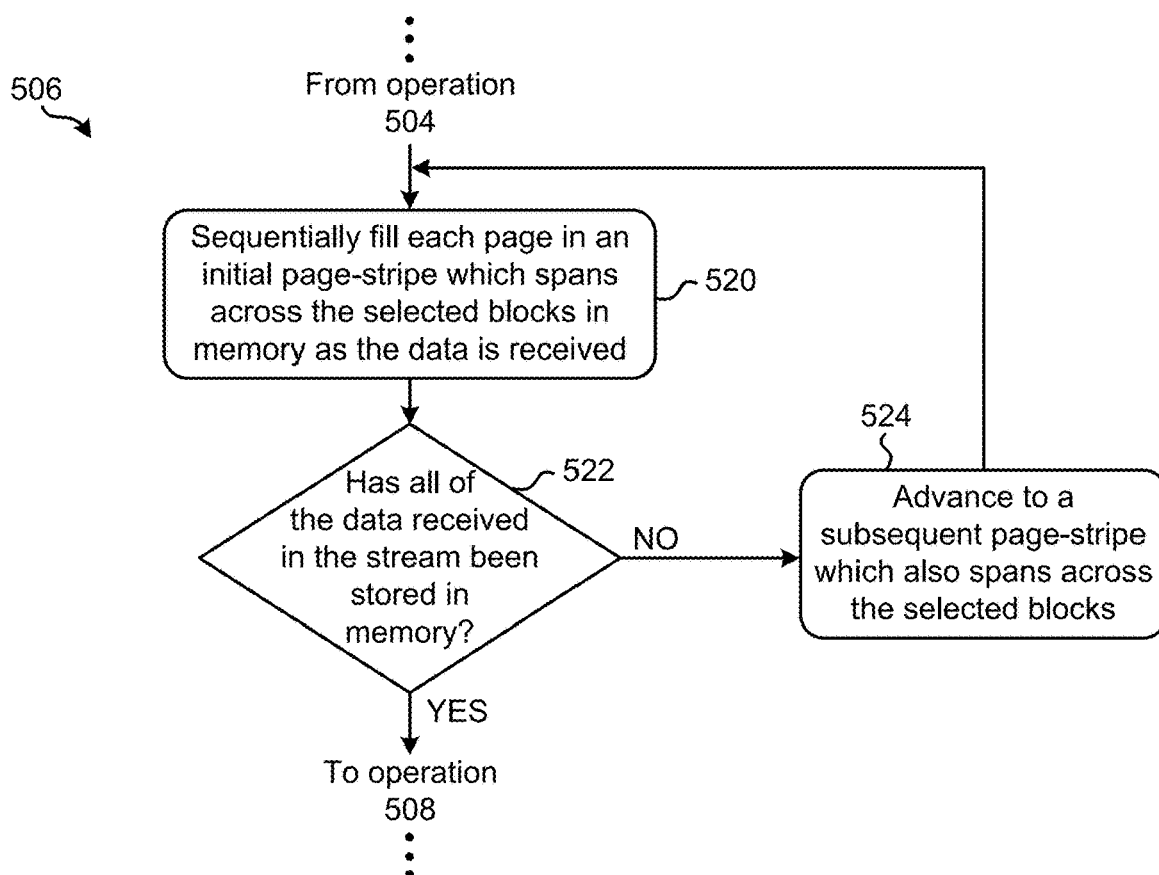 506
From operation
504
Sequentially fill each page in an
initial page-stripe which spans
across the selected blocks in
memory as the data is received
520
522
Has all of
the data received
in the stream been
stored in
memory?
NO
524
Advance to a
subsequent page-stripe
which also spans across
the selected blocks
YES
To operation
508